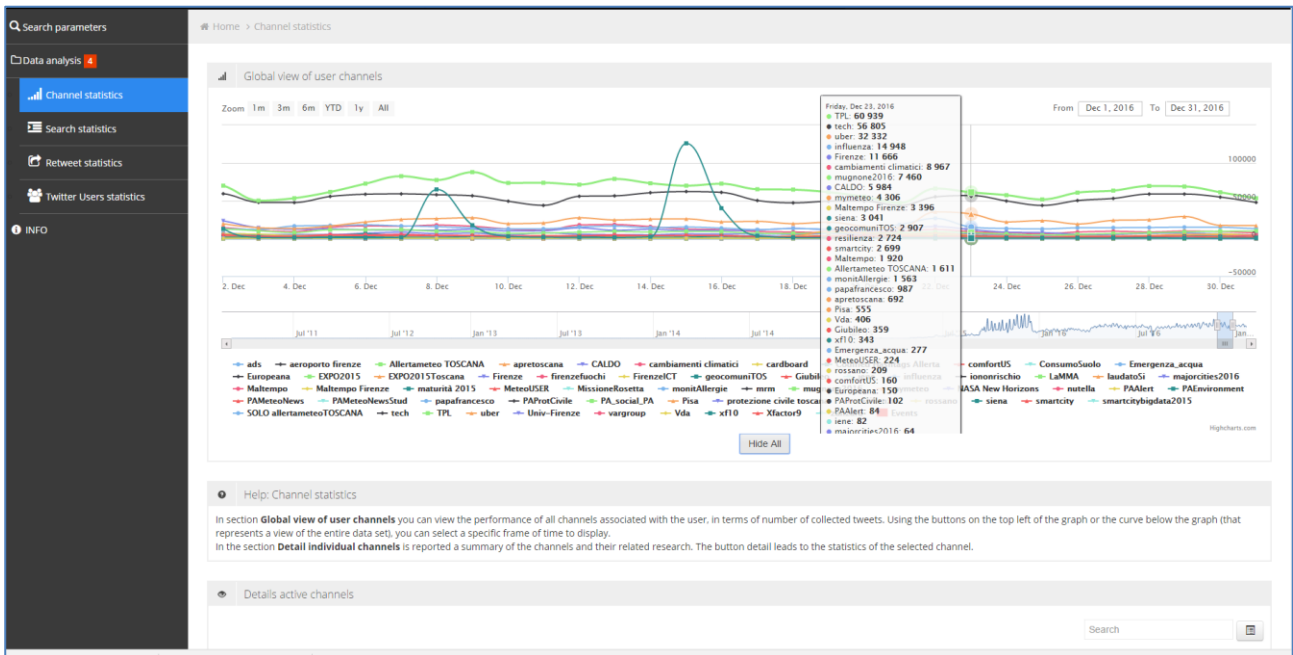 Search parameters
Home > Channel statistics
Data analysis 4
Channel statistics
Search statistics
Retweet statistics
Twitter Users statistics
INFO
Global view of user channels
Zoom 1m 3m 6m YTD 1y All
From Dec 1, 2016 To Dec 31, 2016
Friday, Dec 23, 2016
TPL: 60 939
tech: 56 805
uber: 32 332
influenza: 14 948
Firenze: 11 666
cambiamenti climatici: 8 967
mugnone2016: 7 460
CALDO: 5 984
mymeteo: 4 306
Maltempo Firenze: 3 396
siena: 3 041
geocomuniTOS: 2 907
resilienza: 2 724
smartcity: 2 699
Maltempo: 1 920
Allertameteo TOSCANA: 1 611
monitAllergie: 1 563
papafrancesco: 987
apretoscana: 692
Pisa: 555
Vda: 406
Giubileo: 359
xf10: 343
Emergenza_acqua: 277
MeteoUSER: 224
rossano: 209
comfortUS: 160
Europeana: 150
PAProtCivile: 102
PAAlert: 84
iene: 82
majorcities2016: 64
100000
50000
-50000
2. Dec 4. Dec 6. Dec 8. Dec 10. Dec 12. Dec 14. Dec 16. Dec 18. Dec 22. Dec 24. Dec 26. Dec 28. Dec 30. Dec
Jul '11 Jul '12 Jan '13 Jul '13 Jan '14 Jul '14 Jan '16 Jul '16 Jan
ads aeroporto firenze Allertameteo TOSCANA apretoscana CALDO cambiamenti climatici cardboard Allerta comfortUS ConsumoSuolo Emergenza_acqua
Europeana EXPO2015 EXPO2015Toscana Firenze firenzefuochi FirenzeICT geocomuniTOS influenza iononrischio LaMMA laudatoSi majorcities2016
Maltempo Maltempo Firenze maturità 2015 MeteoUSER MissioneRosetta monitAllergie mrm mymeteo NASA New Horizons nutella PAAlert PAEnvironment
PAMeteoNews PAMeteoNewsStud papafrancesco PAProtCivile PA_social_PA Pisa protezione civile rossano siena smartcity smartcitybigdata2015
SOLO allertameteoTOSCANA tech TPL uber Univ-Firenze vargroup Vda xf10 Xfactor9 Events
Highcharts.com
Hide All
Help: Channel statistics
In section Global view of user channels you can view the performance of all channels associated with the user, in terms of number of collected tweets. Using the buttons on the top left of the graph or the curve below the graph (that
represents a view of the entire data set), you can select a specific frame of time to display.
In the section Detail individual channels is reported a summary of the channels and their related research. The button detail leads to the statistics of the selected channel.
Details active channels
Search